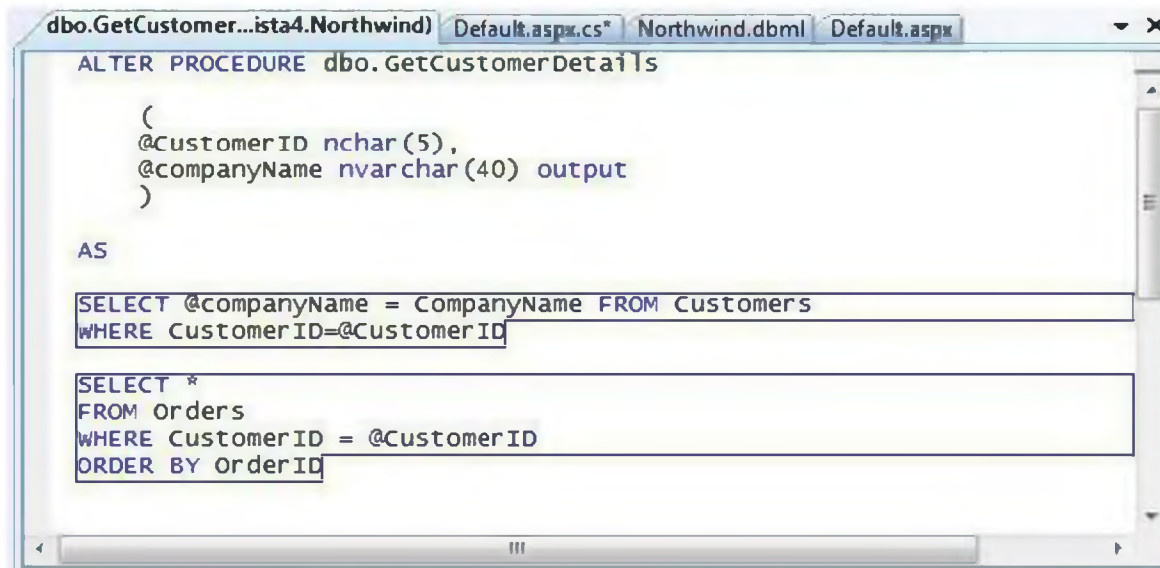 dbo.GetCustomer...ista4.Northwind) Default.aspx.cs* Northwind.dbml Default.aspx
ALTER PROCEDURE dbo.GetCustomerDetails
(
@CustomerID nchar(5),
@companyName nvarchar(40) output
)
AS
SELECT @companyName = CompanyName FROM Customers
WHERE CustomerID=@CustomerID
SELECT *
FROM Orders
WHERE CustomerID = @CustomerID
ORDER BY OrderID